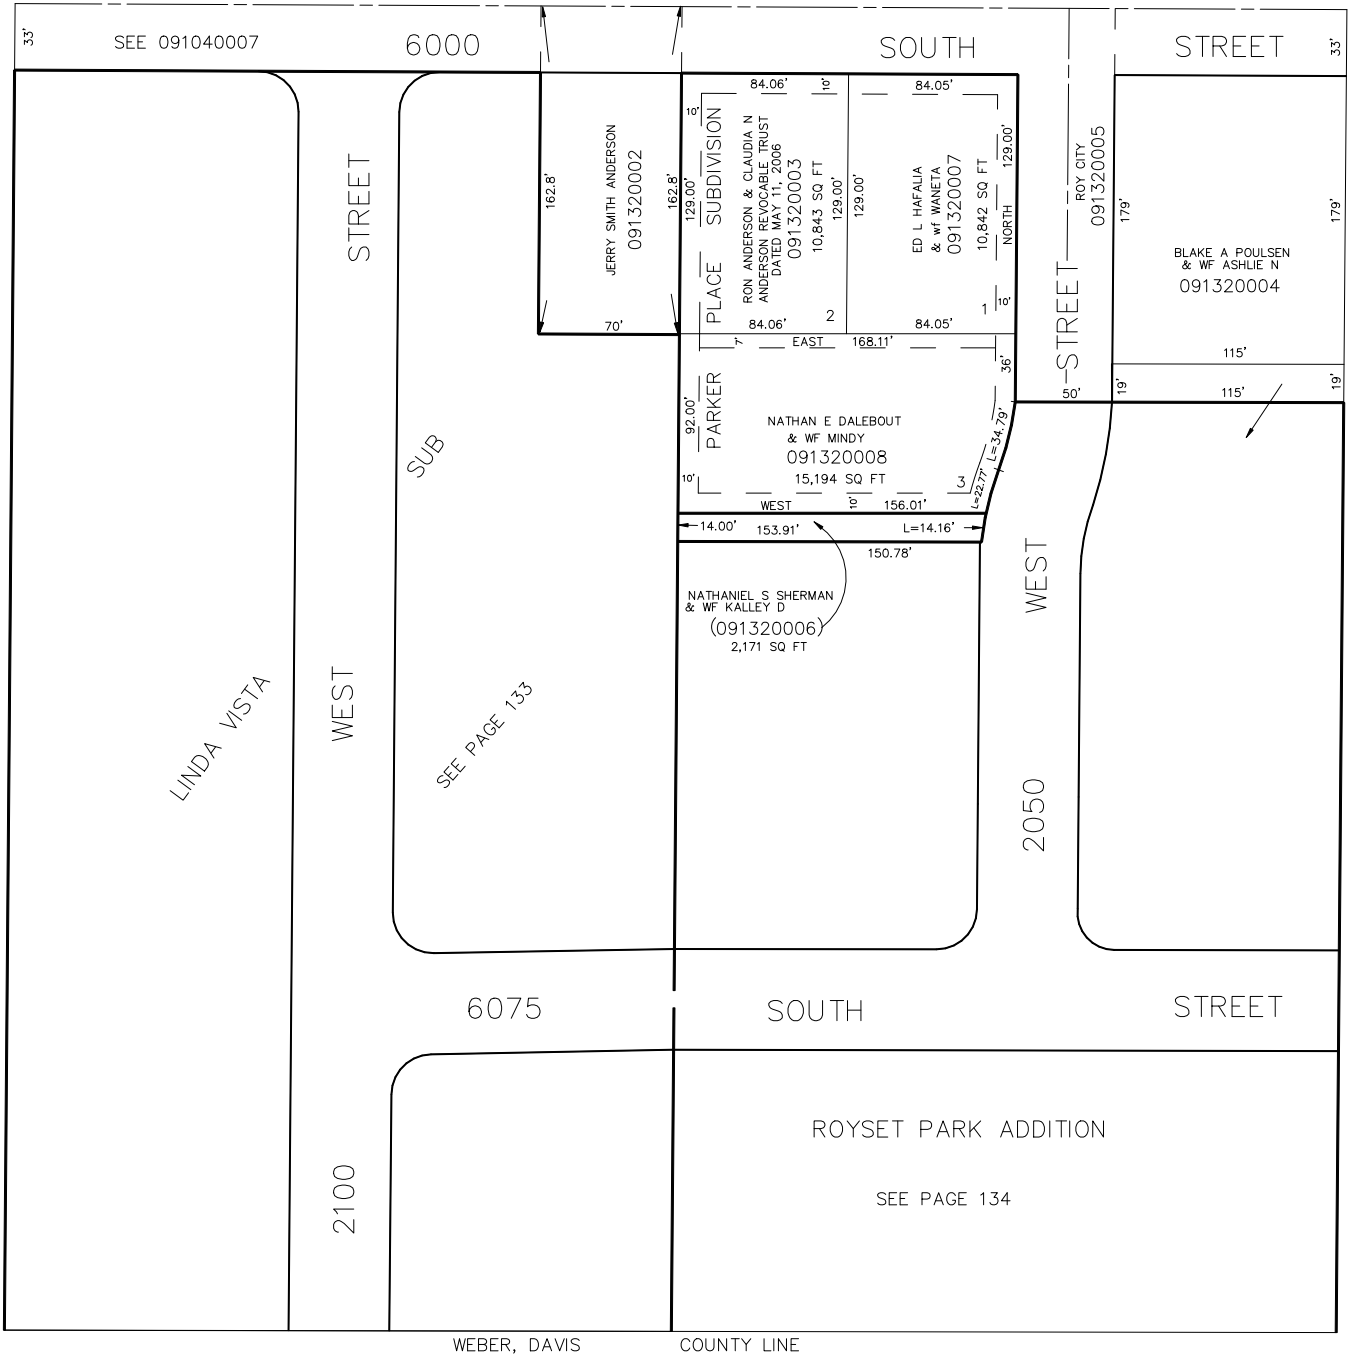 33'
SEE 091040007
6000
SOUTH
STREET
33'
84.06'
10'
84.05'
10'
STREET
162.8'
JERRY SMITH ANDERSON
091320002
162.8'
129.00'
PARKER PLACE SUBDIVISION
RON ANDERSON & CLAUDIA N
ANDERSON REVOCABLE TRUST
DATED MAY 11, 2006
091320003
10,843 SQ FT
129.00'
129.00'
ED L HAFALIA
& wf WANETA
091320007
10,842 SQ FT
129.00'
NORTH
10'
1
2
ROY CITY
091320005
179'
BLAKE A POULSEN
& WF ASHLIE N
091320004
179'
STREET
70'
84.06'
84.05'
7'
EAST
168.11'
36'
115'
19'
19'
50'
115'
92.00'
NATHAN E DALEBOUT
& WF MINDY
091320008
15,194 SQ FT
L=34.79'
L=22.77'
3
10'
WEST
10'
156.01'
14.00'
153.91'
L=14.16'
150.78'
SUB
WEST
NATHANIEL S SHERMAN
& WF KALLEY D
(091320006)
2,171 SQ FT
LINDA VISTA
WEST
SEE PAGE 133
2050
6075
SOUTH
STREET
ROYSET PARK ADDITION
2100
SEE PAGE 134
WEBER, DAVIS
COUNTY LINE